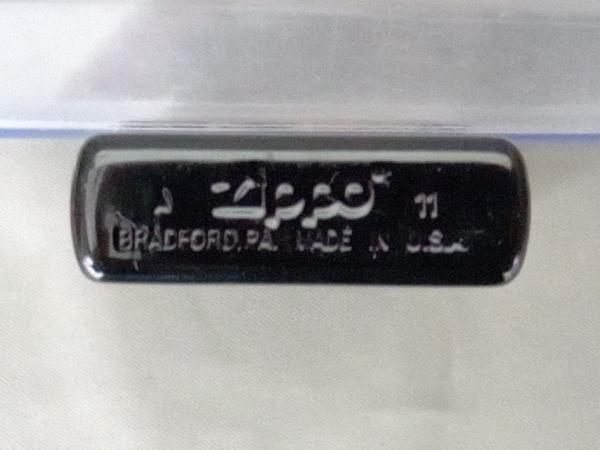 J Zippo 11
BRADFORD, PA. MADE IN U.S.A.